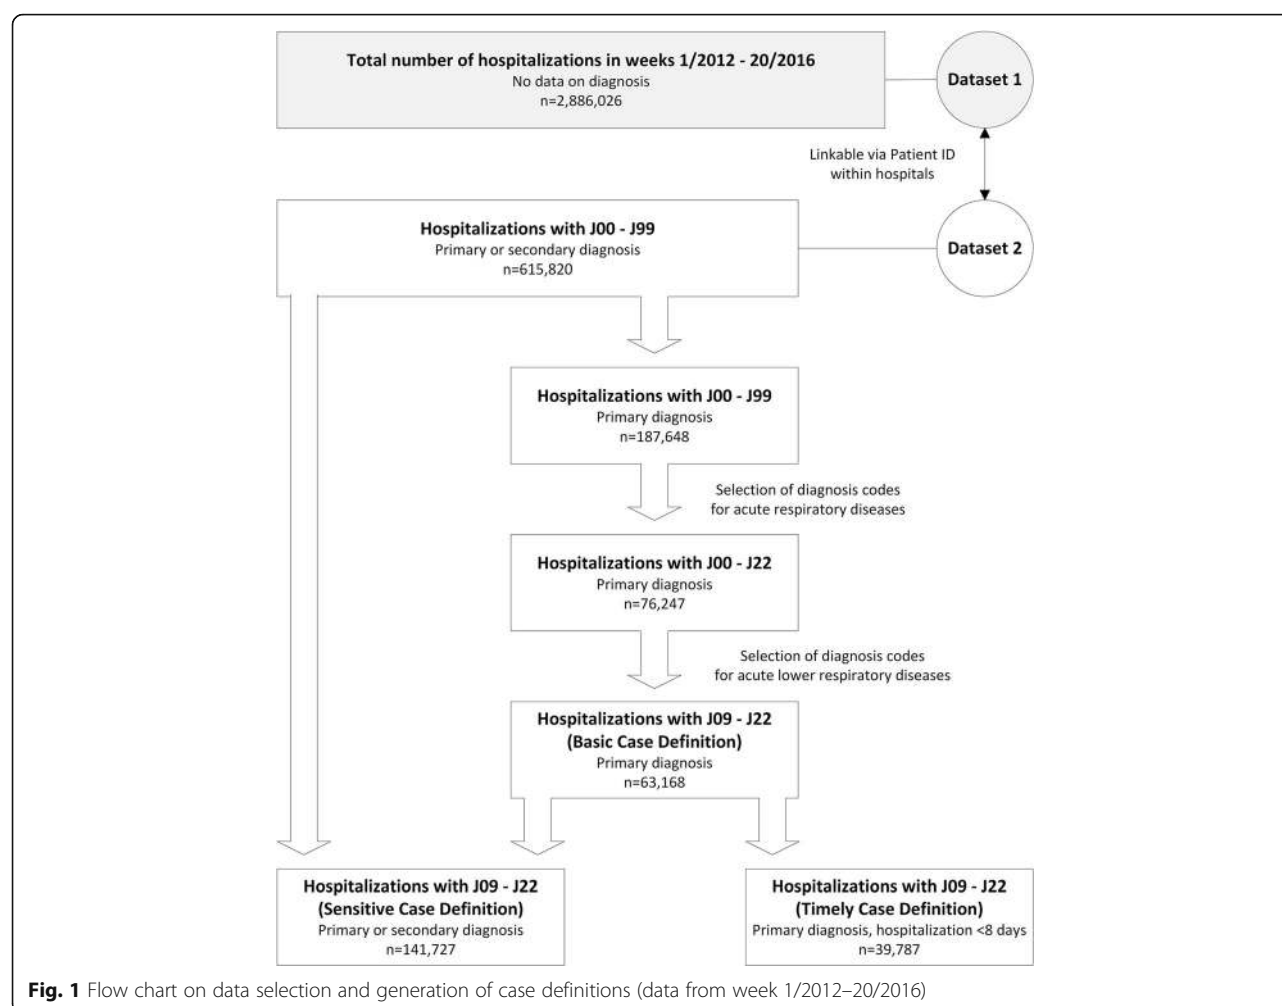 Total number of hospitalizations in weeks 1/2012 - 20/2016
No data on diagnosis
n=2,886,026
Dataset 1
Linkable via Patient ID
within hospitals
Hospitalizations with J00 - J99
Primary or secondary diagnosis
n=615,820
Dataset 2
Hospitalizations with J00 - J99
Primary diagnosis
n=187,648
Selection of diagnosis codes
for acute respiratory diseases
Hospitalizations with J00 - J22
Primary diagnosis
n=76,247
Selection of diagnosis codes
for acute lower respiratory diseases
Hospitalizations with J09 - J22
(Basic Case Definition)
Primary diagnosis
n=63,168
Hospitalizations with J09 - J22
(Sensitive Case Definition)
Primary or secondary diagnosis
n=141,727
Hospitalizations with J09 - J22
(Timely Case Definition)
Primary diagnosis, hospitalization <8 days
n=39,787
Fig. 1 Flow chart on data selection and generation of case definitions (data from week 1/2012–20/2016)